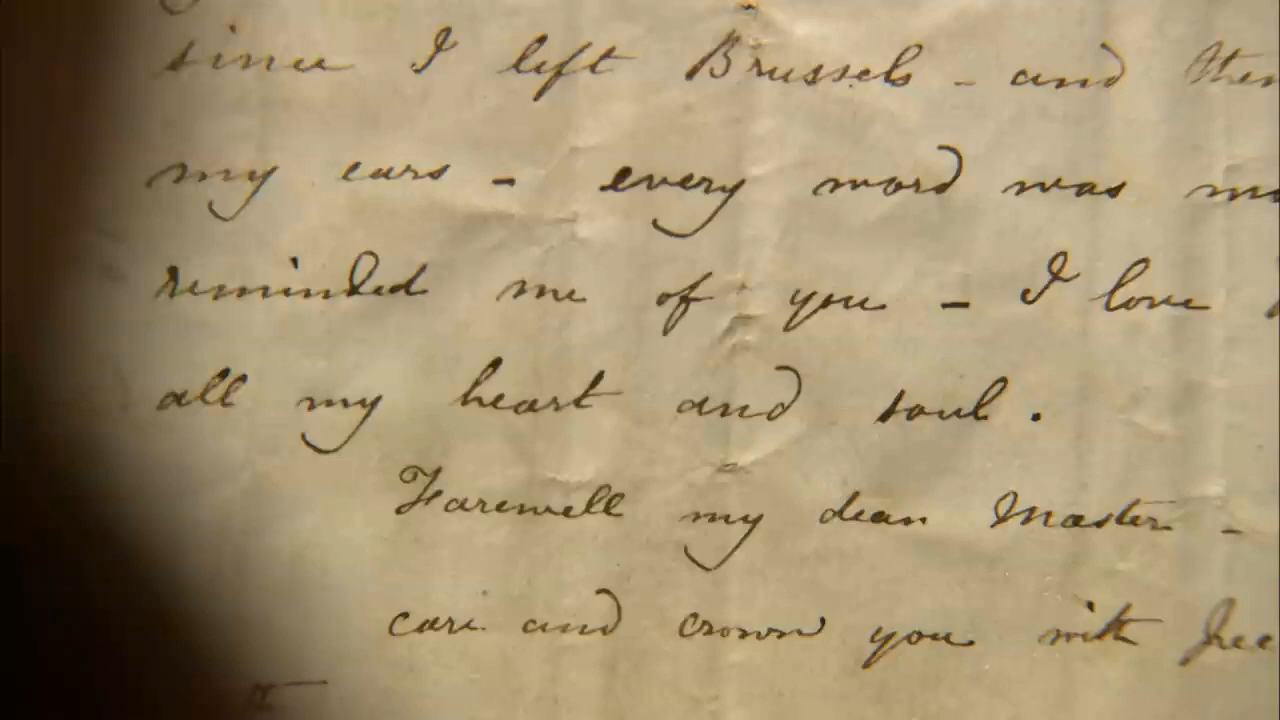 since I left Brussels - and
my ears - every word was
reminded me of you - I love
all my heart and soul.
Farewell my dear Master -
care and crown you with